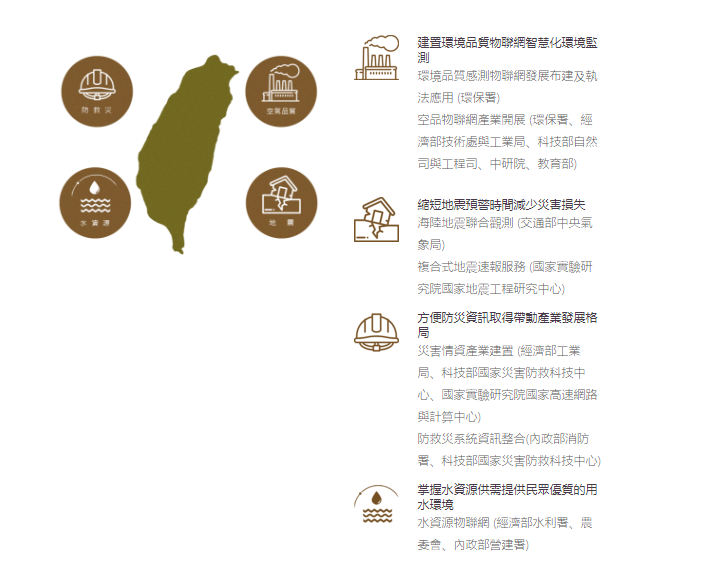 防救災
空氣品質
水資源
地震
建置環境品質物聯網智慧化環境監
測
環境品質感測物聯網發展布建及執
法應用 (環保署)
空品物聯網產業開展 (環保署、經
濟部技術處與工業局、科技部自然
司與工程司、中研院、教育部)
縮短地震預警時間減少災害損失
海陸地震聯合觀測 (交通部中央氣
象局)
複合式地震速報服務 (國家實驗研
究院國家地震工程研究中心)
方便防災資訊取得帶動產業發展格
局
災害情資產業建置 (經濟部工業
局、科技部國家災害防救科技中
心、國家實驗研究院國家高速網路
與計算中心)
防救災系統資訊整合(內政部消防
署、科技部國家災害防救科技中心)
掌握水資源供需提供民眾優質的用
水環境
水資源物聯網 (經濟部水利署、農
委會、內政部營建署)